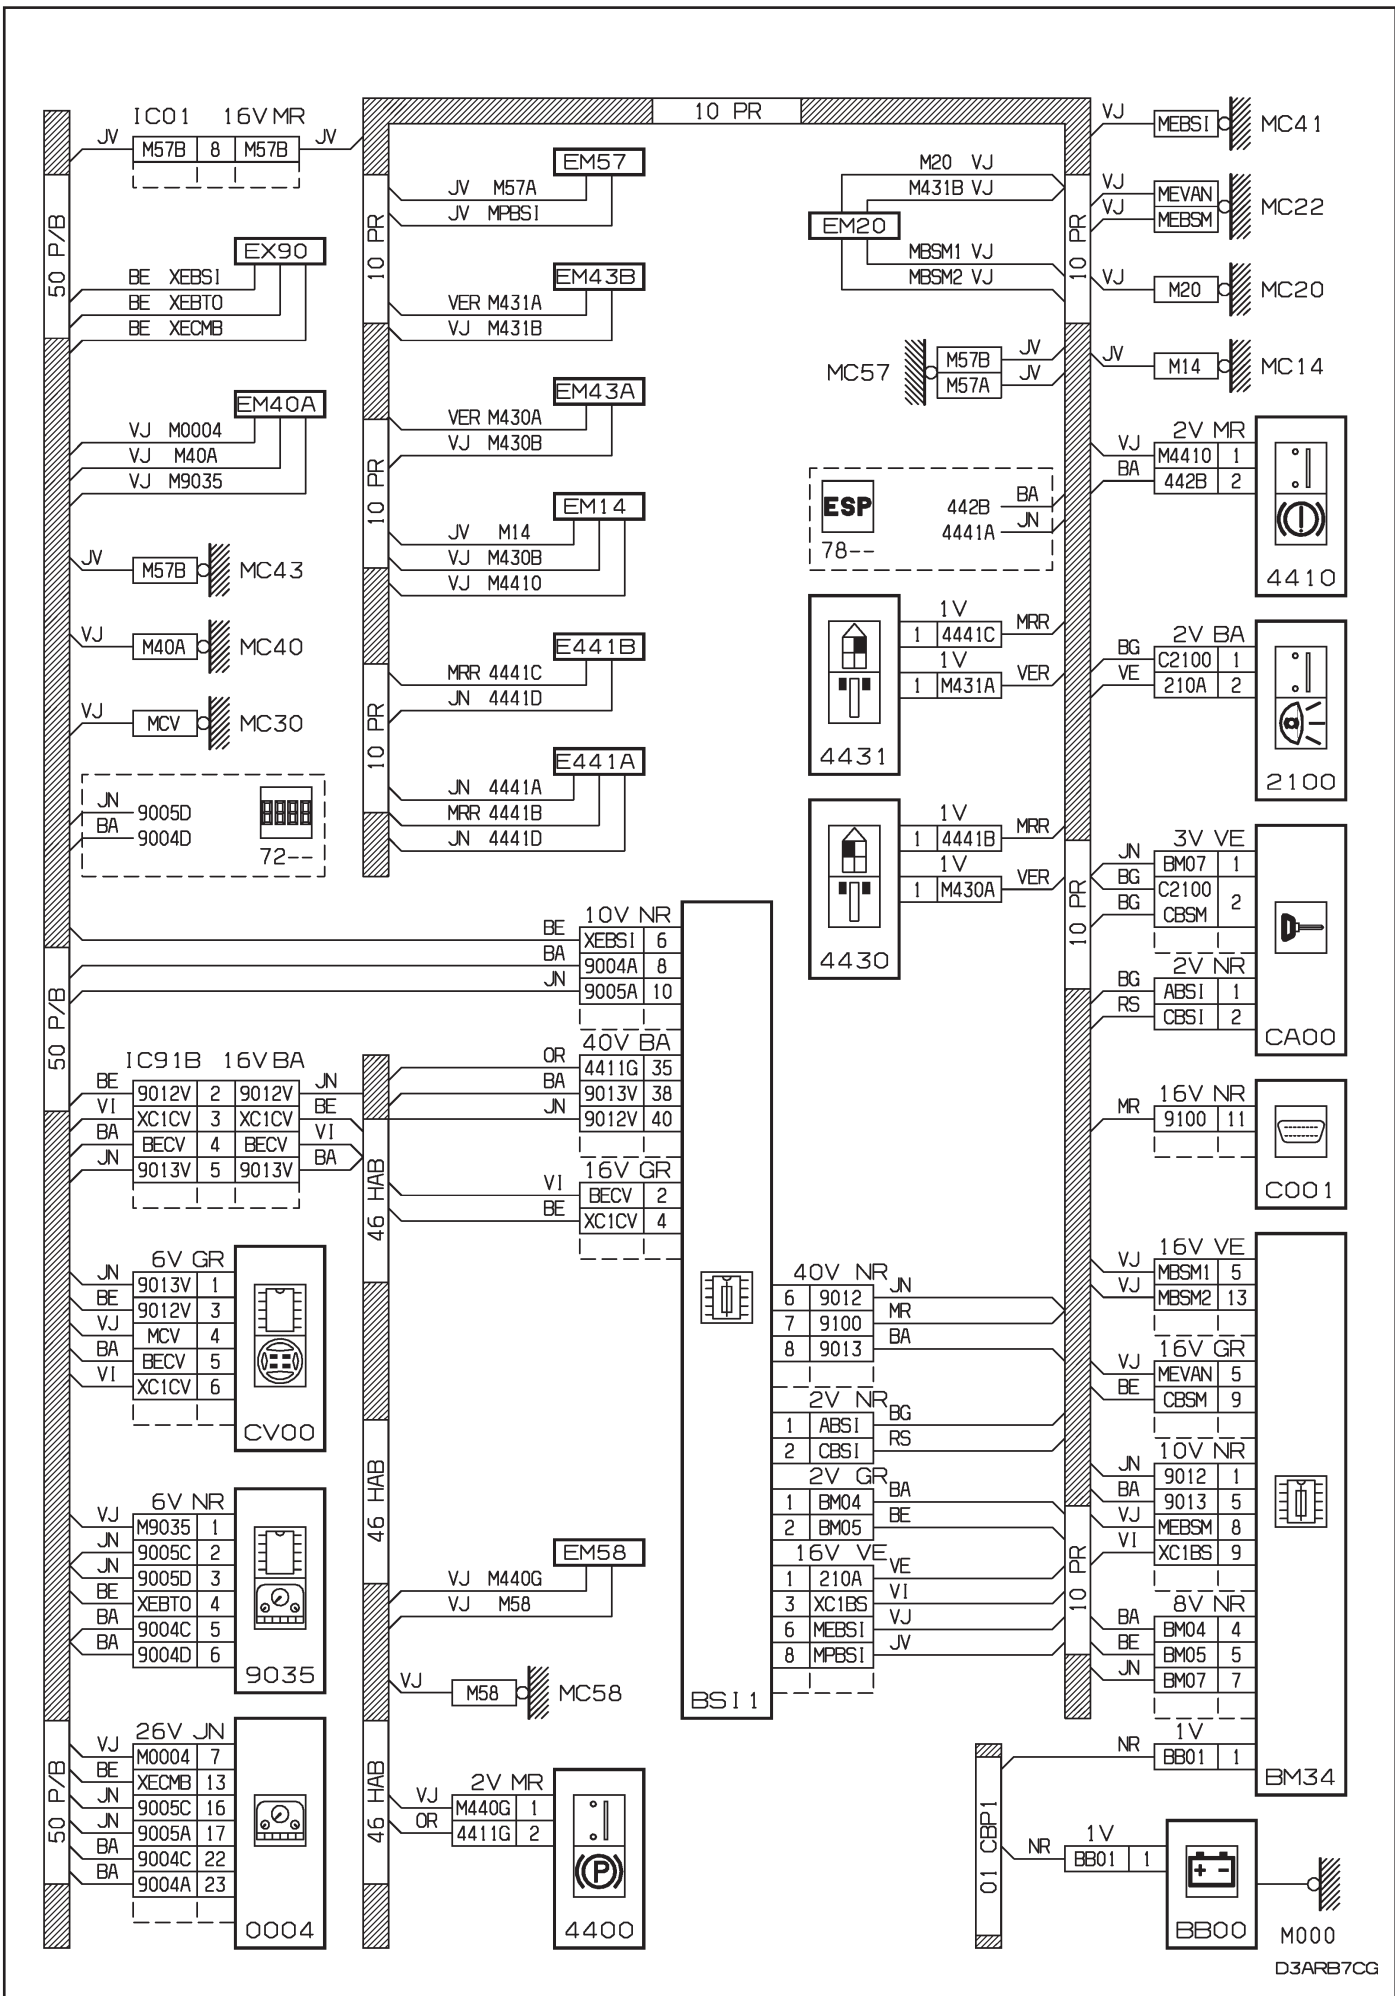 IC01 16V MR
JV M57B 8 M57B JV
50 P/B
EX90
BE XEBSI
BE XEBTO
BE XECMB
EM40A
VJ M0004
VJ M40A
VJ M9035
JV M57B MC43
VJ M40A MC40
VJ MCV MC30
JN 9005D
BA 9004D
72--
50 P/B
IC91B 16V BA
BE 9012V 2 9012V JN
VI XC1CV 3 XC1CV BE
BA BECV 4 BECV VI
JN 9013V 5 9013V BA
6V GR
JN 9013V 1
BE 9012V 3
VJ MCV 4
BA BECV 5
VI XC1CV 6
CV00
6V NR
VJ M9035 1
JN 9005C 2
JN 9005D 3
BE XEBTO 4
BA 9004C 5
BA 9004D 6
9035
50 P/B
26V JN
VJ M0004 7
BE XECMB 13
JN 9005C 16
JN 9005A 17
BA 9004C 22
BA 9004A 23
0004
10 PR
10 PR
EM57
JV M57A
JV MPBSI
EM43B
VER M431A
VJ M431B
EM43A
VER M430A
VJ M430B
10 PR
EM14
JV M14
VJ M430B
VJ M4410
E441B
MRR 4441C
JN 4441D
10 PR
E441A
JN 4441A
MRR 4441B
JN 4441D
10V NR
BE XEBSI 6
BA 9004A 8
JN 9005A 10
40V BA
OR 4411G 35
BA 9013V 38
JN 9012V 40
16V GR
VI BECV 2
BE XC1CV 4
46 HAB
46 HAB
EM58
VJ M440G
VJ M58
VJ M58 MC58
46 HAB
2V MR
VJ M440G 1
OR 4411G 2
4400
BSI1
40V NR
6 9012 JN
7 9100 MR
8 9013 BA
2V NR
1 ABSI BG
2 CBSI RS
2V GR
1 BM04 BA
2 BM05 BE
16V VE
1 210A VE
3 XC1BS VI
6 MEBSI VJ
8 MPBSI JV
M20 VJ
M431B VJ
EM20
MBSM1 VJ
MBSM2 VJ
10 PR
MC57
M57B JV
M57A JV
ESP
78--
442B BA
4441A JN
4431
1V
1 4441C MRR
1V
1 M431A VER
4430
1V
1 4441B MRR
1V
1 M430A VER
10 PR
10 PR
VJ MEBSI MC41
VJ MEVAN
VJ MEBSM
MC22
VJ M20 MC20
JV M14 MC14
2V MR
VJ M4410 1
BA 442B 2
4410
2V BA
BG C2100 1
VE 210A 2
2100
3V VE
JN BM07 1
BG C2100
BG CBSM
2
2V NR
BG ABSI 1
RS CBSI 2
CA00
16V NR
MR 9100 11
C001
16V VE
VJ MBSM1 5
VJ MBSM2 13
16V GR
VJ MEVAN 5
BE CBSM 9
10V NR
JN 9012 1
BA 9013 5
VJ MEBSM 8
VI XC1BS 9
8V NR
BA BM04 4
BE BM05 5
JN BM07 7
1V
NR BB01 1
BM34
01 CBP1
1V
NR BB01 1
BB00
M000
D3ARB7CG